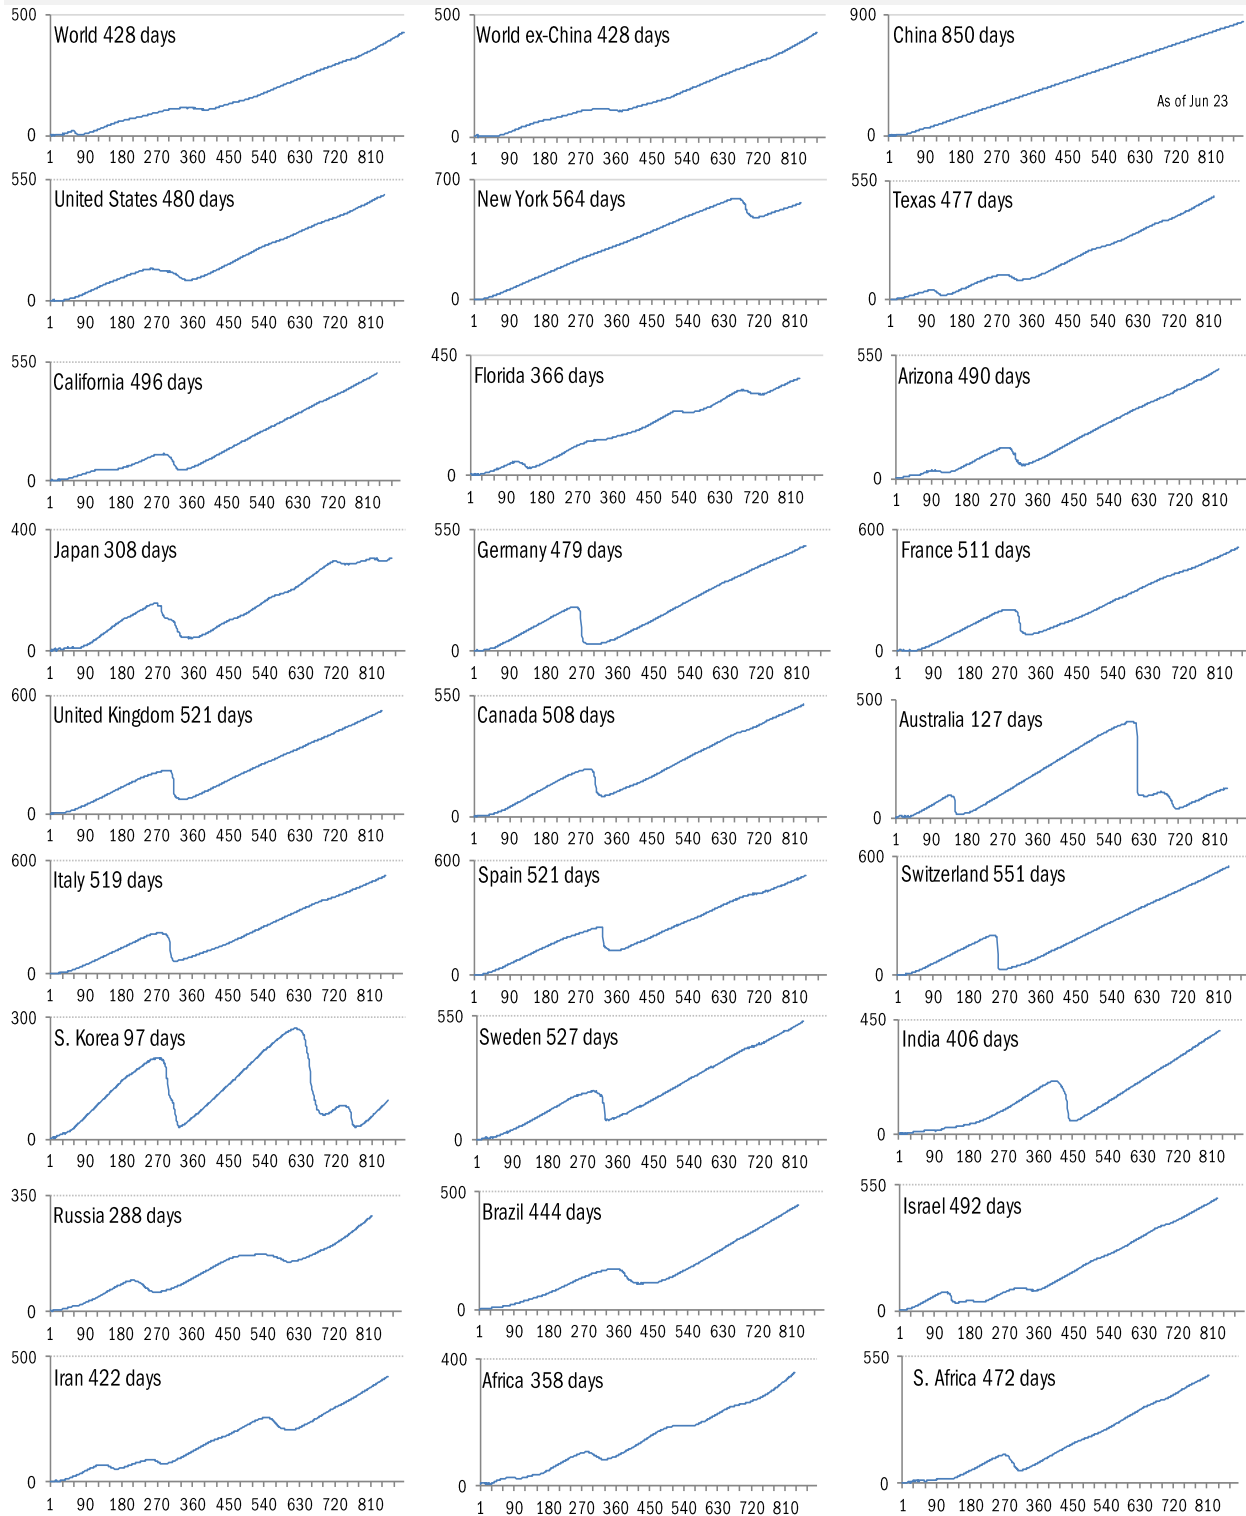 500 500 900
World 428 days World ex-China 428 days China 850 days
As of Jun 23
0 0 0
1 90 180 270 360 450 540 630 720 810 1 90 180 270 360 450 540 630 720 810 1 90 180 270 360 450 540 630 720 810
550 700 550
United States 480 days New York 564 days Texas 477 days
0 0 0
1 90 180 270 360 450 540 630 720 810 1 90 180 270 360 450 540 630 720 810 1 90 180 270 360 450 540 630 720 810
550 450 550
California 496 days Florida 366 days Arizona 490 days
0 0 0
1 90 180 270 360 450 540 630 720 810 1 90 180 270 360 450 540 630 720 810 1 90 180 270 360 450 540 630 720 810
400 550 600
Japan 308 days Germany 479 days France 511 days
0 0 0
1 90 180 270 360 450 540 630 720 810 1 90 180 270 360 450 540 630 720 810 1 90 180 270 360 450 540 630 720 810
600 550 500
United Kingdom 521 days Canada 508 days Australia 127 days
0 0 0
1 90 180 270 360 450 540 630 720 810 1 90 180 270 360 450 540 630 720 810 1 90 180 270 360 450 540 630 720 810
600 600 600
Italy 519 days Spain 521 days Switzerland 551 days
0 0 0
1 90 180 270 360 450 540 630 720 810 1 90 180 270 360 450 540 630 720 810 1 90 180 270 360 450 540 630 720 810
300 550 450
S. Korea 97 days Sweden 527 days India 406 days
0 0 0
1 90 180 270 360 450 540 630 720 810 1 90 180 270 360 450 540 630 720 810 1 90 180 270 360 450 540 630 720 810
350 500 550
Russia 288 days Brazil 444 days Israel 492 days
0 0 0
1 90 180 270 360 450 540 630 720 810 1 90 180 270 360 450 540 630 720 810 1 90 180 270 360 450 540 630 720 810
500 400 550
Iran 422 days Africa 358 days S. Africa 472 days
0 0 0
1 90 180 270 360 450 540 630 720 810 1 90 180 270 360 450 540 630 720 810 1 90 180 270 360 450 540 630 720 810